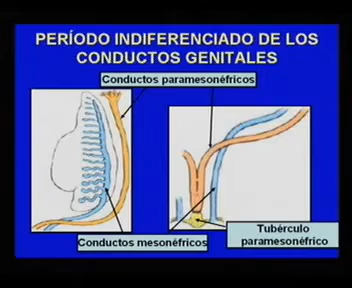 PERÍODO INDIFERENCIADO DE LOS
CONDUCTOS GENITALES
Conductos paramesonéfricos
Conductos mesonéfricos
Tubérculo
paramesonéfrico